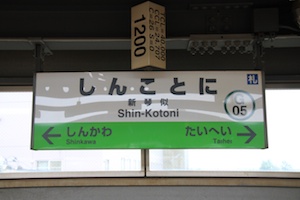 1200
札
しんことに
新琴似
Shin-Kotoni
G
05
しんかわ
たいへい
Shinkawa
Taihei